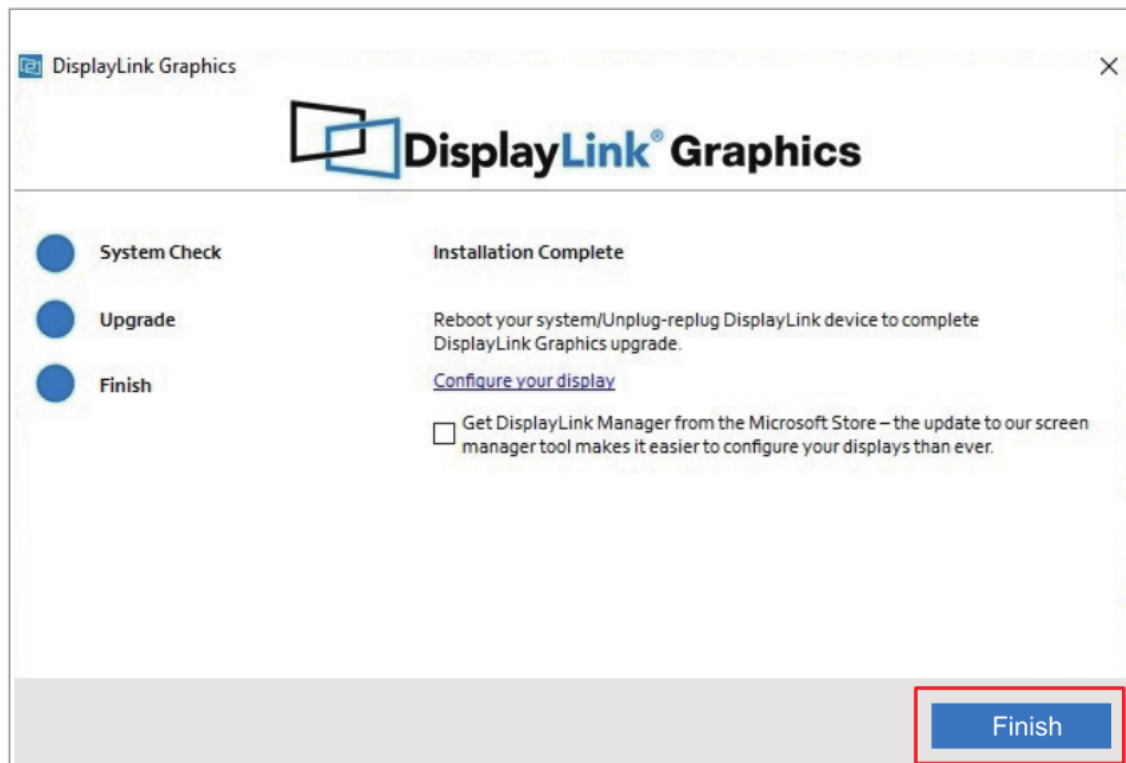 DisplayLink Graphics
DisplayLink® Graphics
System Check
Installation Complete
Upgrade
Reboot your system/Unplug-replug DisplayLink device to complete
DisplayLink Graphics upgrade.
Finish
Configure your display
Get DisplayLink Manager from the Microsoft Store – the update to our screen
manager tool makes it easier to configure your displays than ever.
Finish